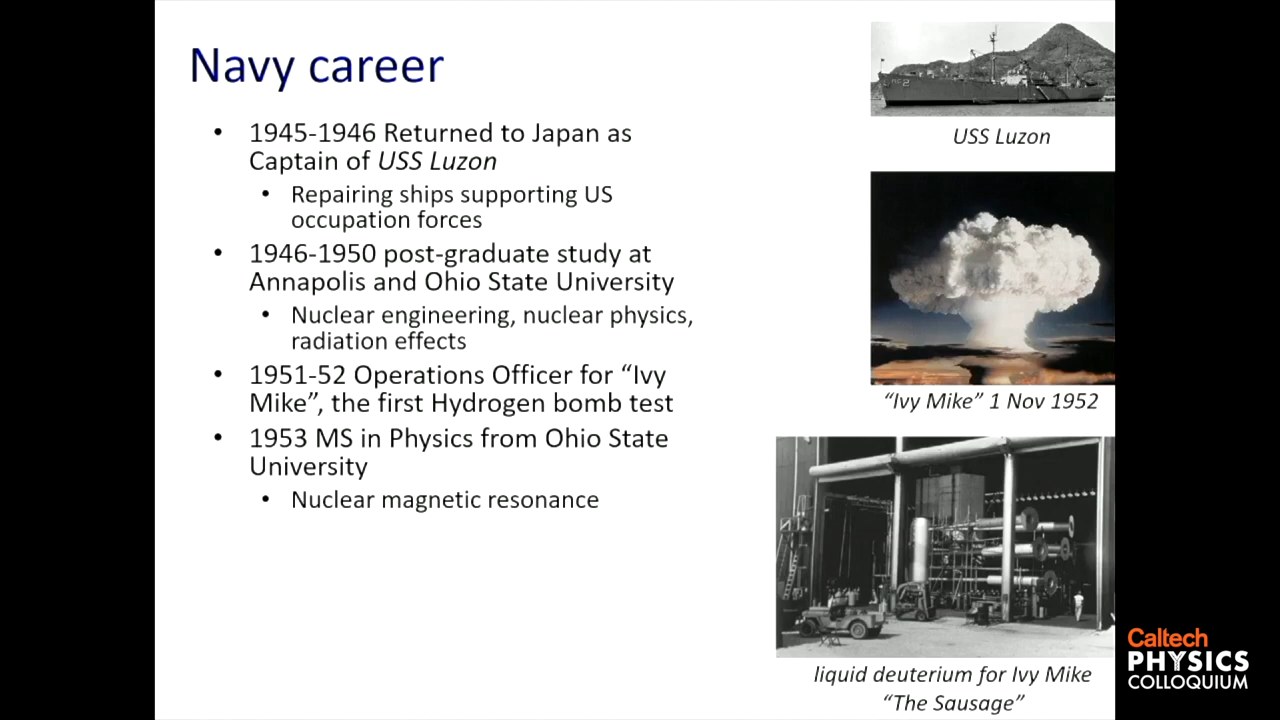 Navy career
• 1945-1946 Returned to Japan as
Captain of USS Luzon
• Repairing ships supporting US
occupation forces
• 1946-1950 post-graduate study at
Annapolis and Ohio State University
• Nuclear engineering, nuclear physics,
radiation effects
• 1951-52 Operations Officer for “Ivy
Mike”, the first Hydrogen bomb test
• 1953 MS in Physics from Ohio State
University
• Nuclear magnetic resonance
USS Luzon
“Ivy Mike” 1 Nov 1952
liquid deuterium for Ivy Mike
“The Sausage”
Caltech
PHYSICS
COLLOQUIUM